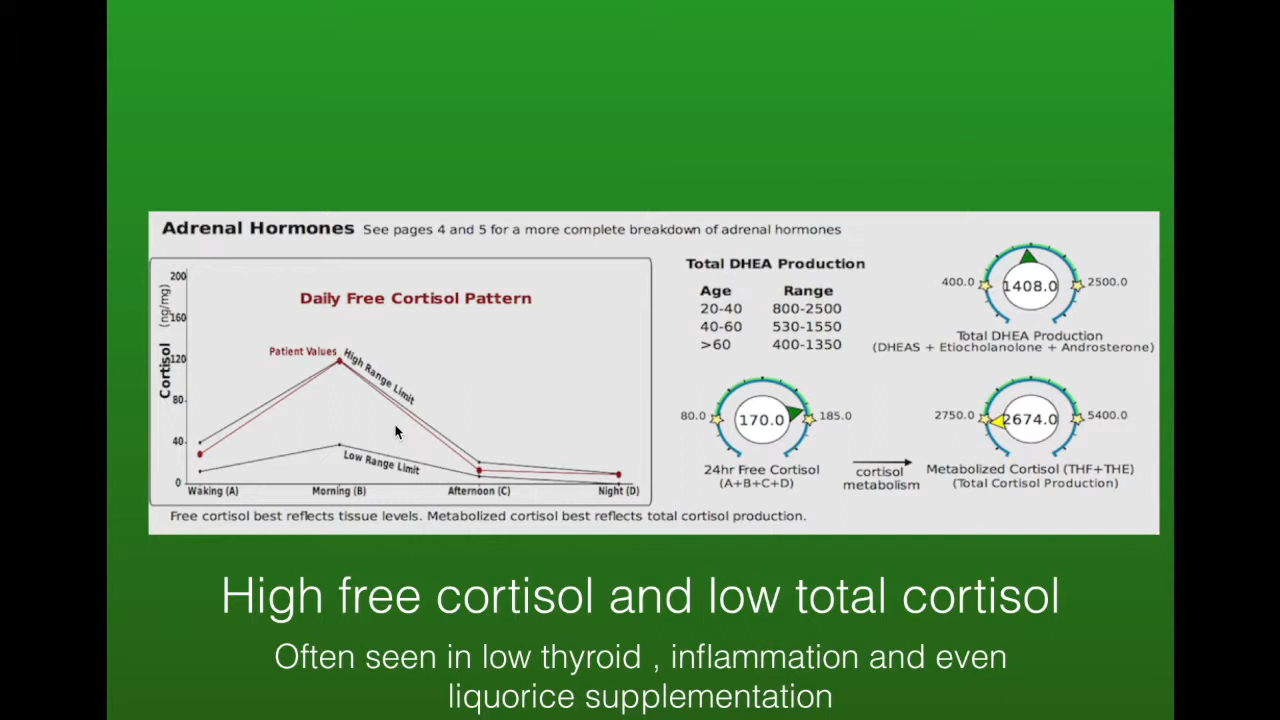 Adrenal Hormones See pages 4 and 5 for a more complete breakdown of adrenal hormones
Daily Free Cortisol Pattern
Cortisol (ng/mg)
200
160
120
80
40
0
Patient Values
High Range Limit
Low Range Limit
Waking (A)
Morning (B)
Afternoon (C)
Night (D)
Total DHEA Production
Age Range
20-40 800-2500
40-60 530-1550
>60 400-1350
400.0 1408.0 2500.0
Total DHEA Production
(DHEAS + Etiocholanolone + Androsterone)
80.0 170.0 185.0
24hr Free Cortisol
(A+B+C+D)
cortisol
metabolism
2750.0 2674.0 5400.0
Metabolized Cortisol (THF+THE)
(Total Cortisol Production)
Free cortisol best reflects tissue levels. Metabolized cortisol best reflects total cortisol production.
High free cortisol and low total cortisol
Often seen in low thyroid , inflammation and even
liquorice supplementation